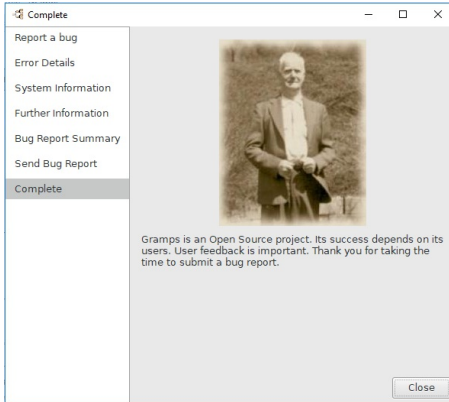 Complete
Report a bug
Error Details
System Information
Further Information
Bug Report Summary
Send Bug Report
Complete
Gramps is an Open Source project. Its success depends on its
users. User feedback is important. Thank you for taking the
time to submit a bug report.
Close